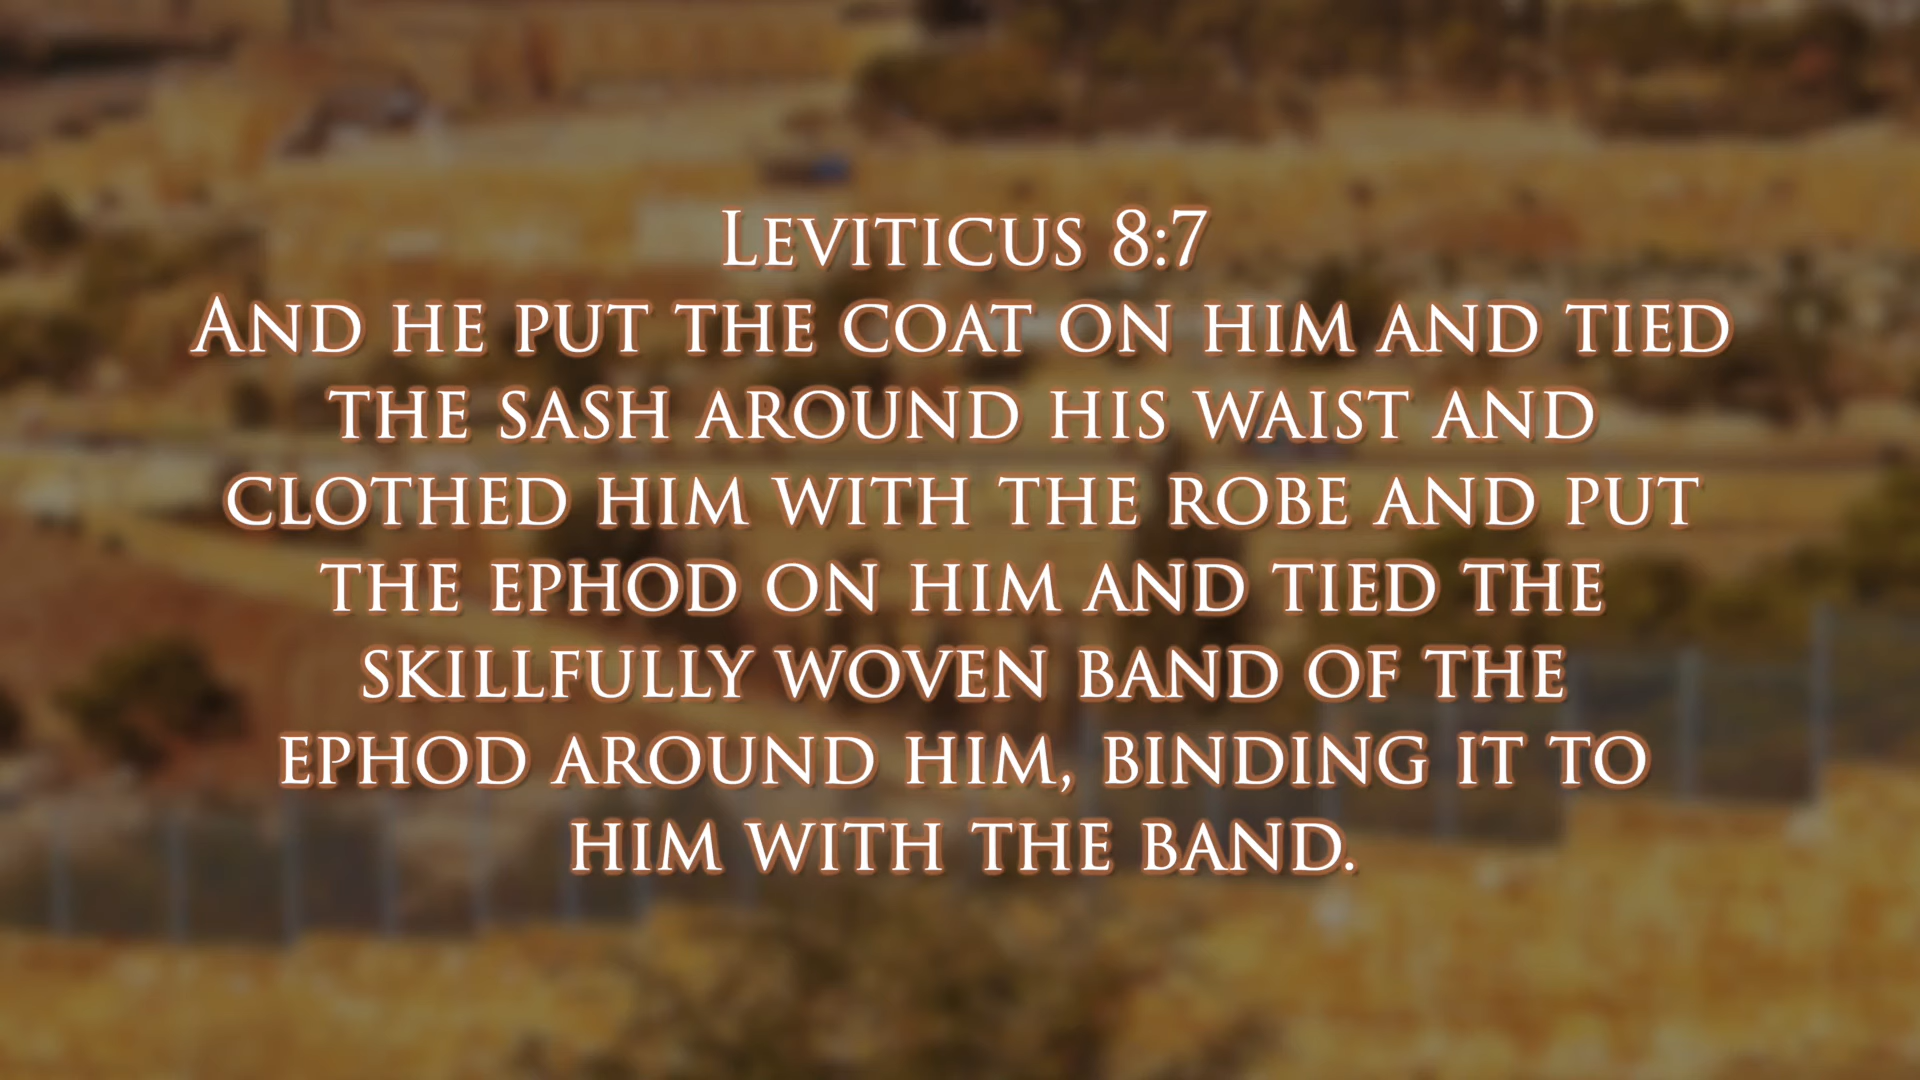 Leviticus 8:7
And he put the coat on him and tied
the sash around his waist and
clothed him with the robe and put
the ephod on him and tied the
skillfully woven band of the
ephod around him, binding it to
him with the band.